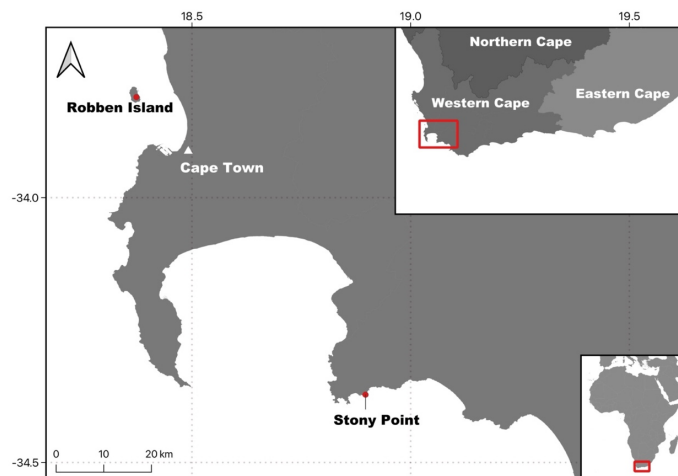 18.5
19.0
19.5
Northern Cape
Western Cape
Eastern Cape
Robben Island
Cape Town
-34.0
Stony Point
-34.5
0
10
20 km